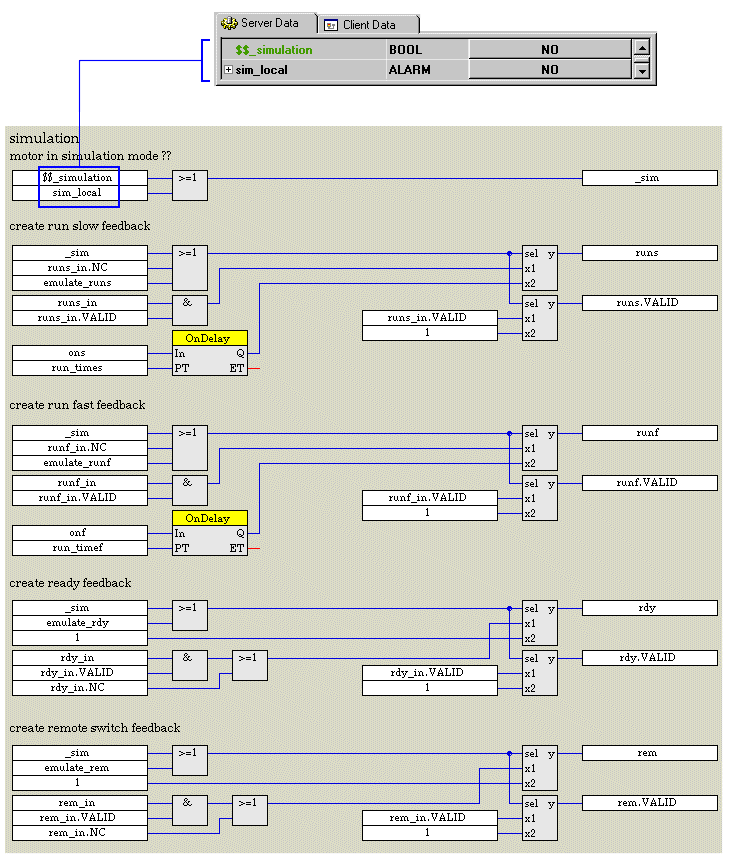 Server Data Client Data
$$_simulation BOOL NO
sim_local ALARM NO
simulation
motor in simulation mode ??
$$_simulation >=1 _sim
sim_local
create run slow feedback
_sim >=1 sel y runs
runs_in.NC x1
emulate_runs x2
runs_in & sel y runs.VALID
runs_in.VALID runs_in.VALID x1
1 x2
OnDelay
ons In Q
run_times PT ET
create run fast feedback
_sim >=1 sel y runf
runf_in.NC x1
emulate_runf x2
runf_in & sel y runf.VALID
runf_in.VALID runf_in.VALID x1
1 x2
OnDelay
onf In Q
run_timef PT ET
create ready feedback
_sim >=1 sel y rdy
emulate_rdy x1
1 x2
rdy_in & >=1 sel y rdy.VALID
rdy_in.VALID rdy_in.VALID x1
rdy_in.NC 1 x2
create remote switch feedback
_sim >=1 sel y rem
emulate_rem x1
1 x2
rem_in & >=1 sel y rem.VALID
rem_in.VALID rem_in.VALID x1
rem_in.NC 1 x2